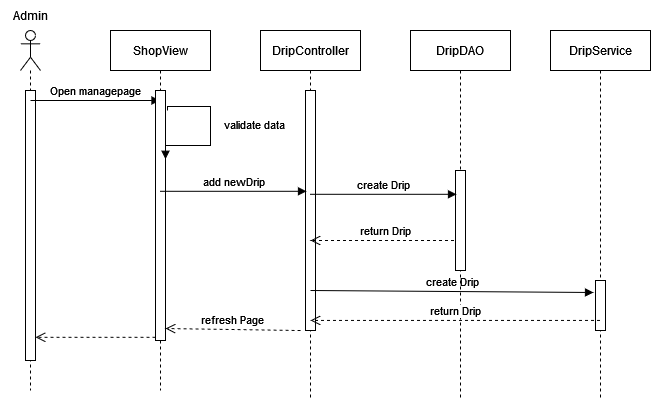 Admin
ShopView
DripController
DripDAO
DripService
Open managepage
validate data
add newDrip
create Drip
return Drip
create Drip
return Drip
refresh Page